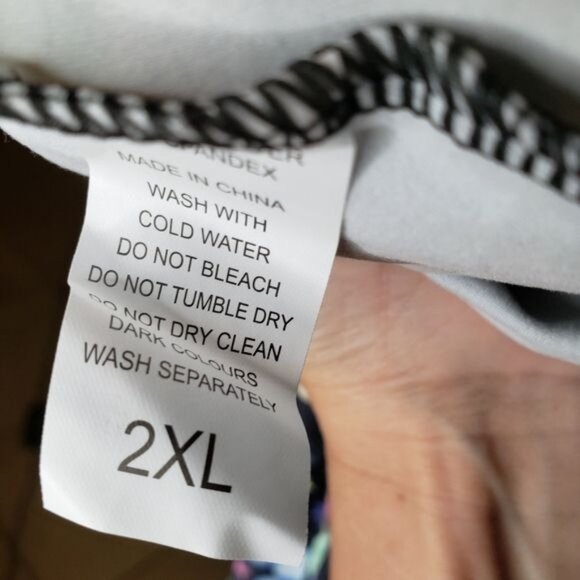 SPANDEX
MADE IN CHINA
WASH WITH
COLD WATER
DO NOT BLEACH
DO NOT TUMBLE DRY
DO NOT DRY CLEAN
DARK COLOURS
WASH SEPARATELY
2XL